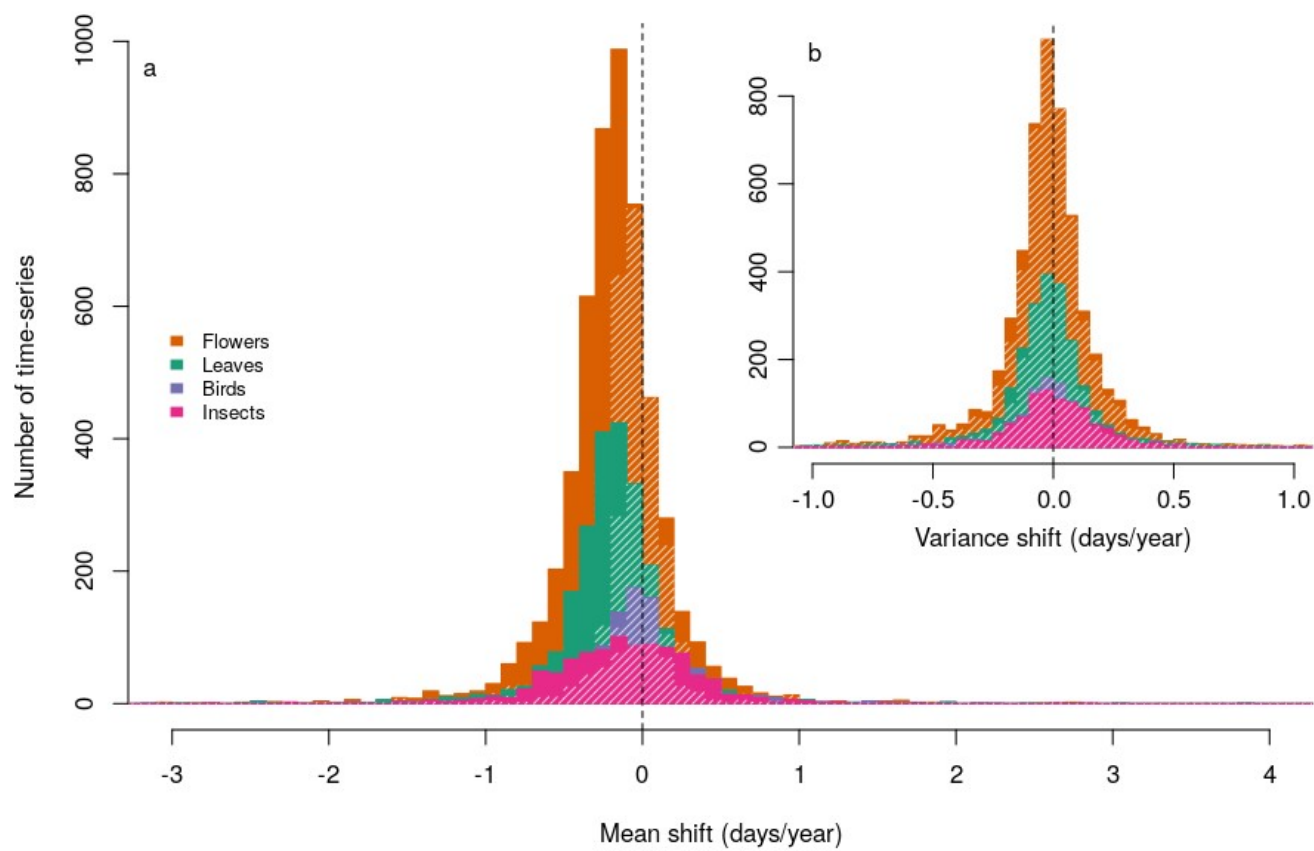 a
Number of time-series
1000
800
600
400
200
0
Flowers
Leaves
Birds
Insects
-3 -2 -1 0 1 2 3 4
Mean shift (days/year)
b
800
600
400
200
0
-1.0 -0.5 0.0 0.5 1.0
Variance shift (days/year)